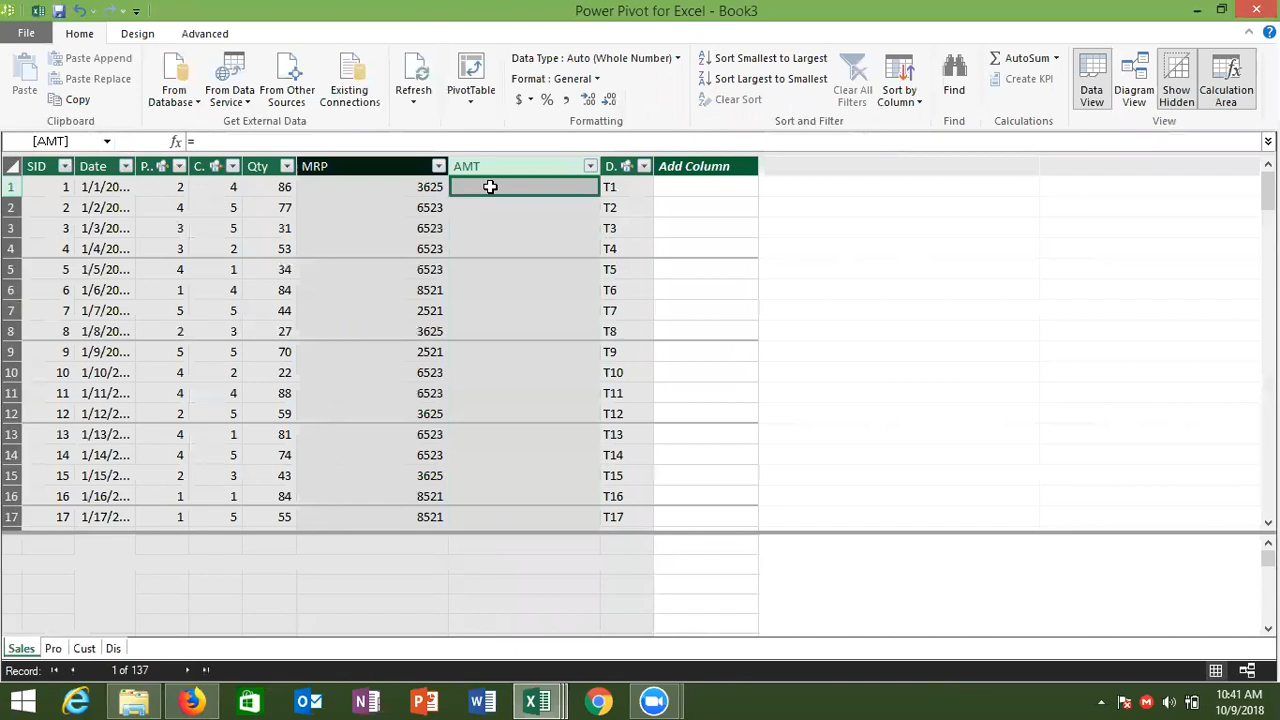 Power Pivot for Excel - Book3
File Home Design Advanced
Paste Paste Append Paste Replace Copy
From Database From Data Service From Other Sources Existing Connections
Get External Data
Refresh PivotTable
Data Type : Auto (Whole Number)
Format : General
$ % ,
Formatting
Sort Smallest to Largest
Sort Largest to Smallest
Clear Sort
Clear All Filters Sort by Column
Sort and Filter
Find
Find
AutoSum
Create KPI
Calculations
Data View Diagram View Show Hidden Calculation Area
View
[AMT] fx =
SID Date P.. C. Qty MRP AMT D. Add Column
1 1 1/1/20... 2 4 86 3625 T1
2 2 1/2/20... 4 5 77 6523 T2
3 3 1/3/20... 3 5 31 6523 T3
4 4 1/4/20... 3 2 53 6523 T4
5 5 1/5/20... 4 1 34 6523 T5
6 6 1/6/20... 1 4 84 8521 T6
7 7 1/7/20... 5 5 44 2521 T7
8 8 1/8/20... 2 3 27 3625 T8
9 9 1/9/20... 5 5 70 2521 T9
10 10 1/10/2... 4 2 22 6523 T10
11 11 1/11/2... 4 4 88 6523 T11
12 12 1/12/2... 2 5 59 3625 T12
13 13 1/13/2... 4 1 81 6523 T13
14 14 1/14/2... 4 5 74 6523 T14
15 15 1/15/2... 2 3 43 3625 T15
16 16 1/16/2... 1 1 84 8521 T16
17 17 1/17/2... 1 5 55 8521 T17
Sales Pro Cust Dis
Record: 1 of 137
10:41 AM
10/9/2018